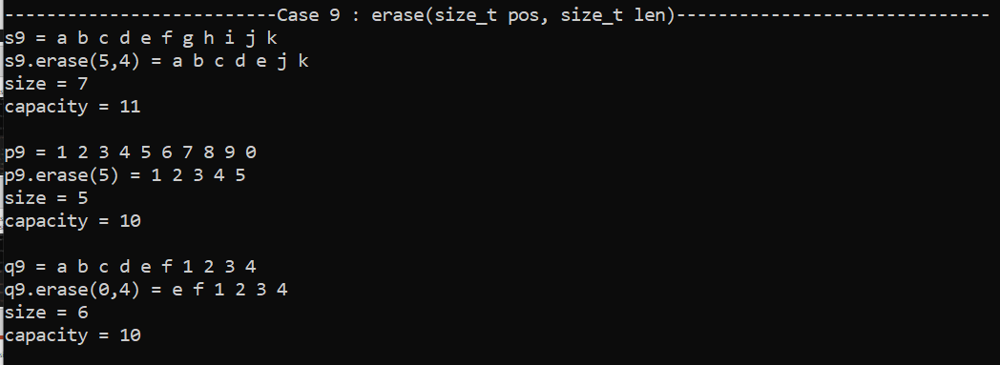 --------------------------Case 9 : erase(size_t pos, size_t len)------------------------------
s9 = a b c d e f g h i j k
s9.erase(5,4) = a b c d e j k
size = 7
capacity = 11
p9 = 1 2 3 4 5 6 7 8 9 0
p9.erase(5) = 1 2 3 4 5
size = 5
capacity = 10
q9 = a b c d e f 1 2 3 4
q9.erase(0,4) = e f 1 2 3 4
size = 6
capacity = 10